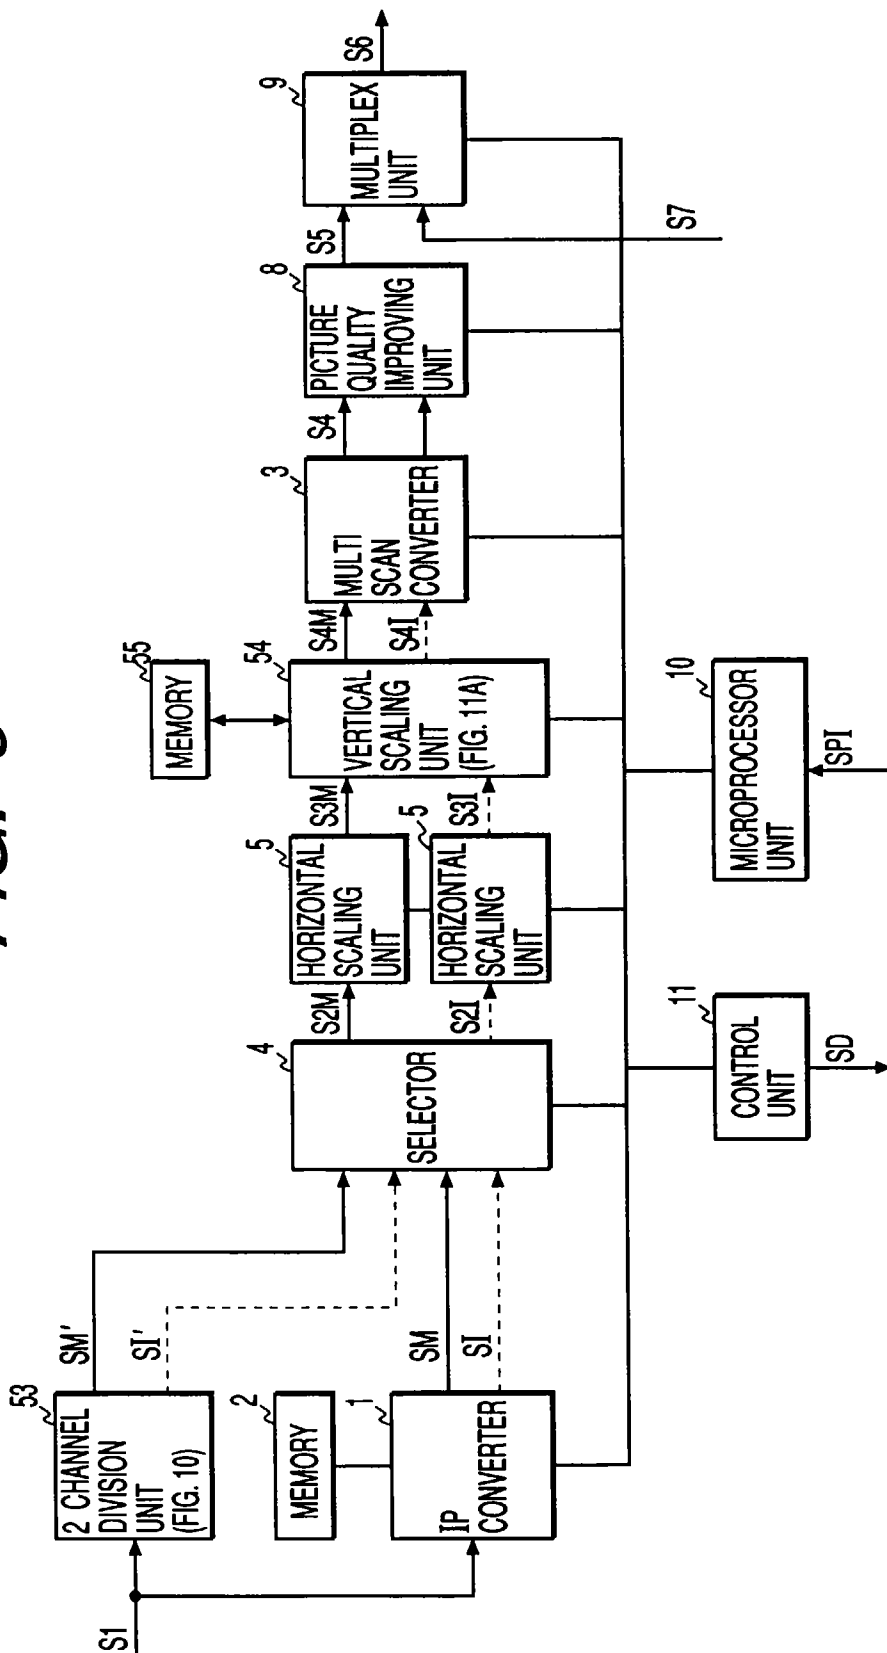 S1
2 CHANNEL
DIVISION
UNIT
(FIG. 10)
53
SM'
SI'
MEMORY
2
IP
CONVERTER
1
SM
SI
SELECTOR
4
S2M
S2I
HORIZONTAL
SCALING
UNIT
5
HORIZONTAL
SCALING
UNIT
5
S3M
S3I
MEMORY
55
VERTICAL
SCALING
UNIT
(FIG. 11A)
54
S4M
S4I
MULTI
SCAN
CONVERTER
3
S4
PICTURE
QUALITY
IMPROVING
UNIT
8
S5
MULTIPLEX
UNIT
9
S6
S7
CONTROL
UNIT
11
SD
MICROPROCESSOR
UNIT
10
SPI